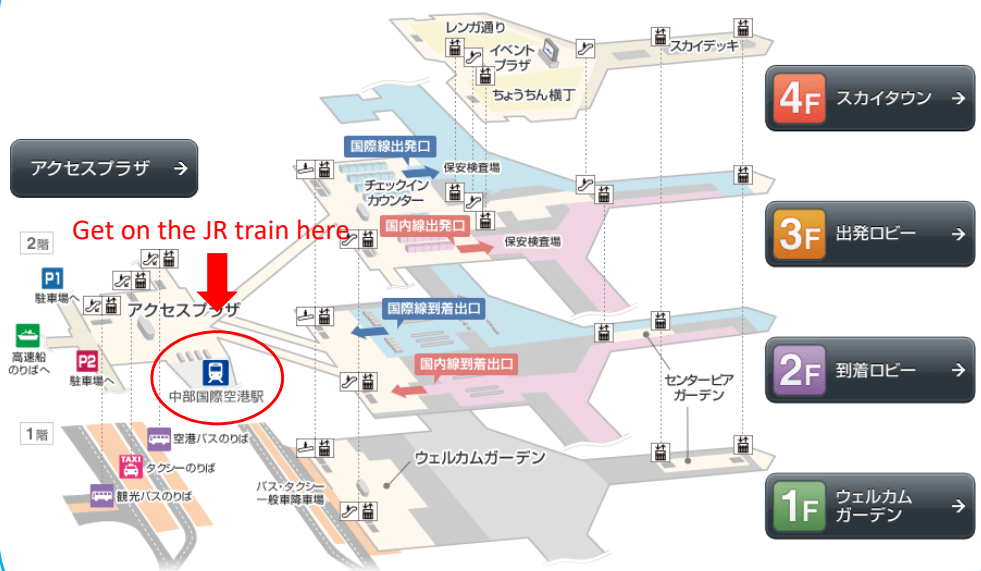 レンガ通り
イベント
プラザ
スカイデッキ
ちょうちん横丁
4F スカイタウン →
アクセスプラザ →
国際線出発口
保安検査場
チェックイン
カウンター
国内線出発口
保安検査場
Get on the JR train here
3F 出発ロビー →
2階
P1
駐車場へ
アクセスプラザ
国際線到着出口
高速船
のりばへ
P2
駐車場へ
中部国際空港駅
国内線到着出口
センターピア
ガーデン
2F 到着ロビー →
1階
空港バスのりば
TAXI
タクシーのりば
観光バスのりば
バス・タクシー
一般車降車場
ウェルカムガーデン
1F ウェルカム
ガーデン →